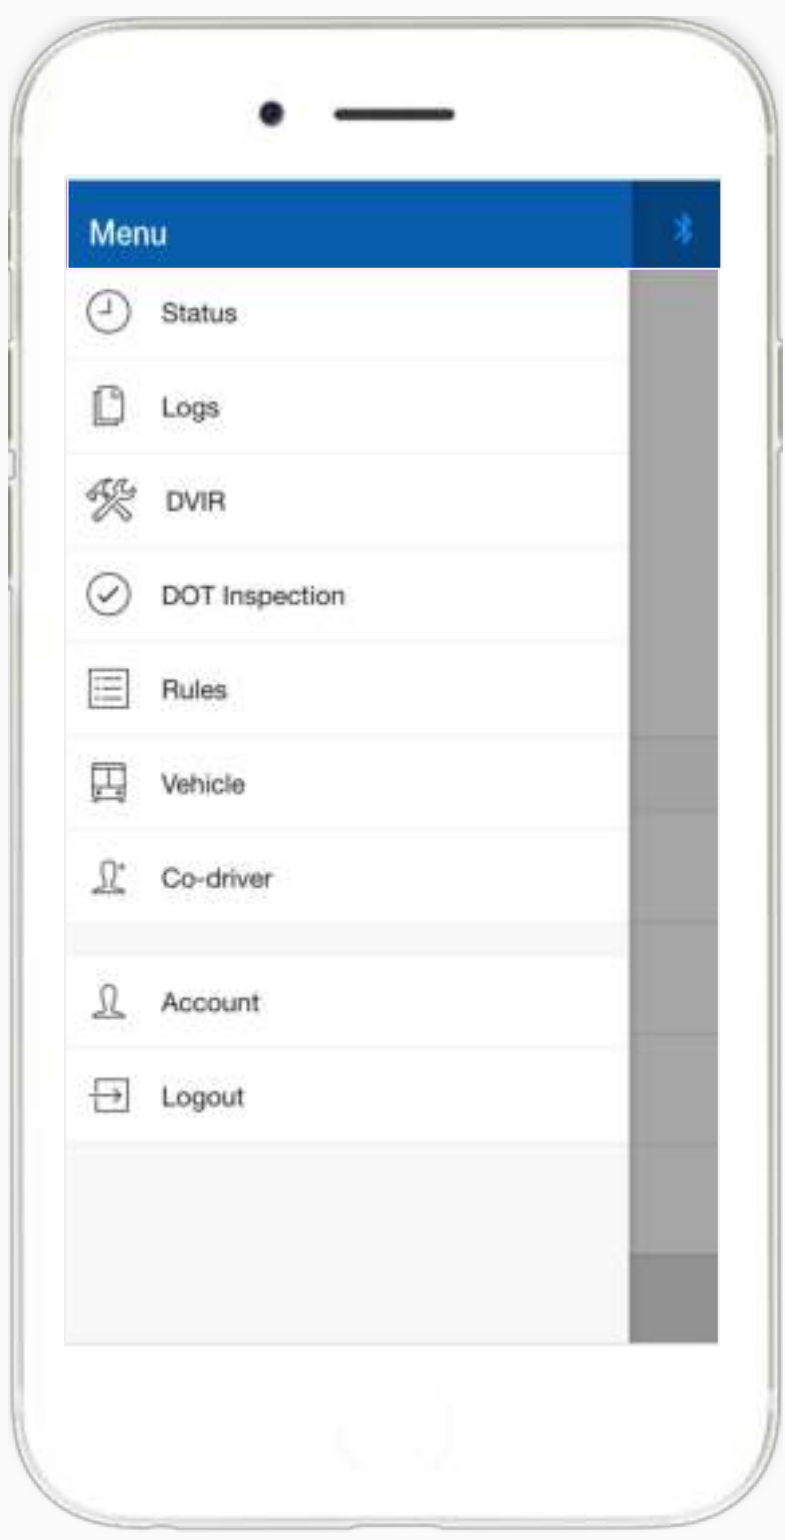 Menu
Status
Logs
DVIR
DOT Inspection
Rules
Vehicle
Co-driver
Account
Logout